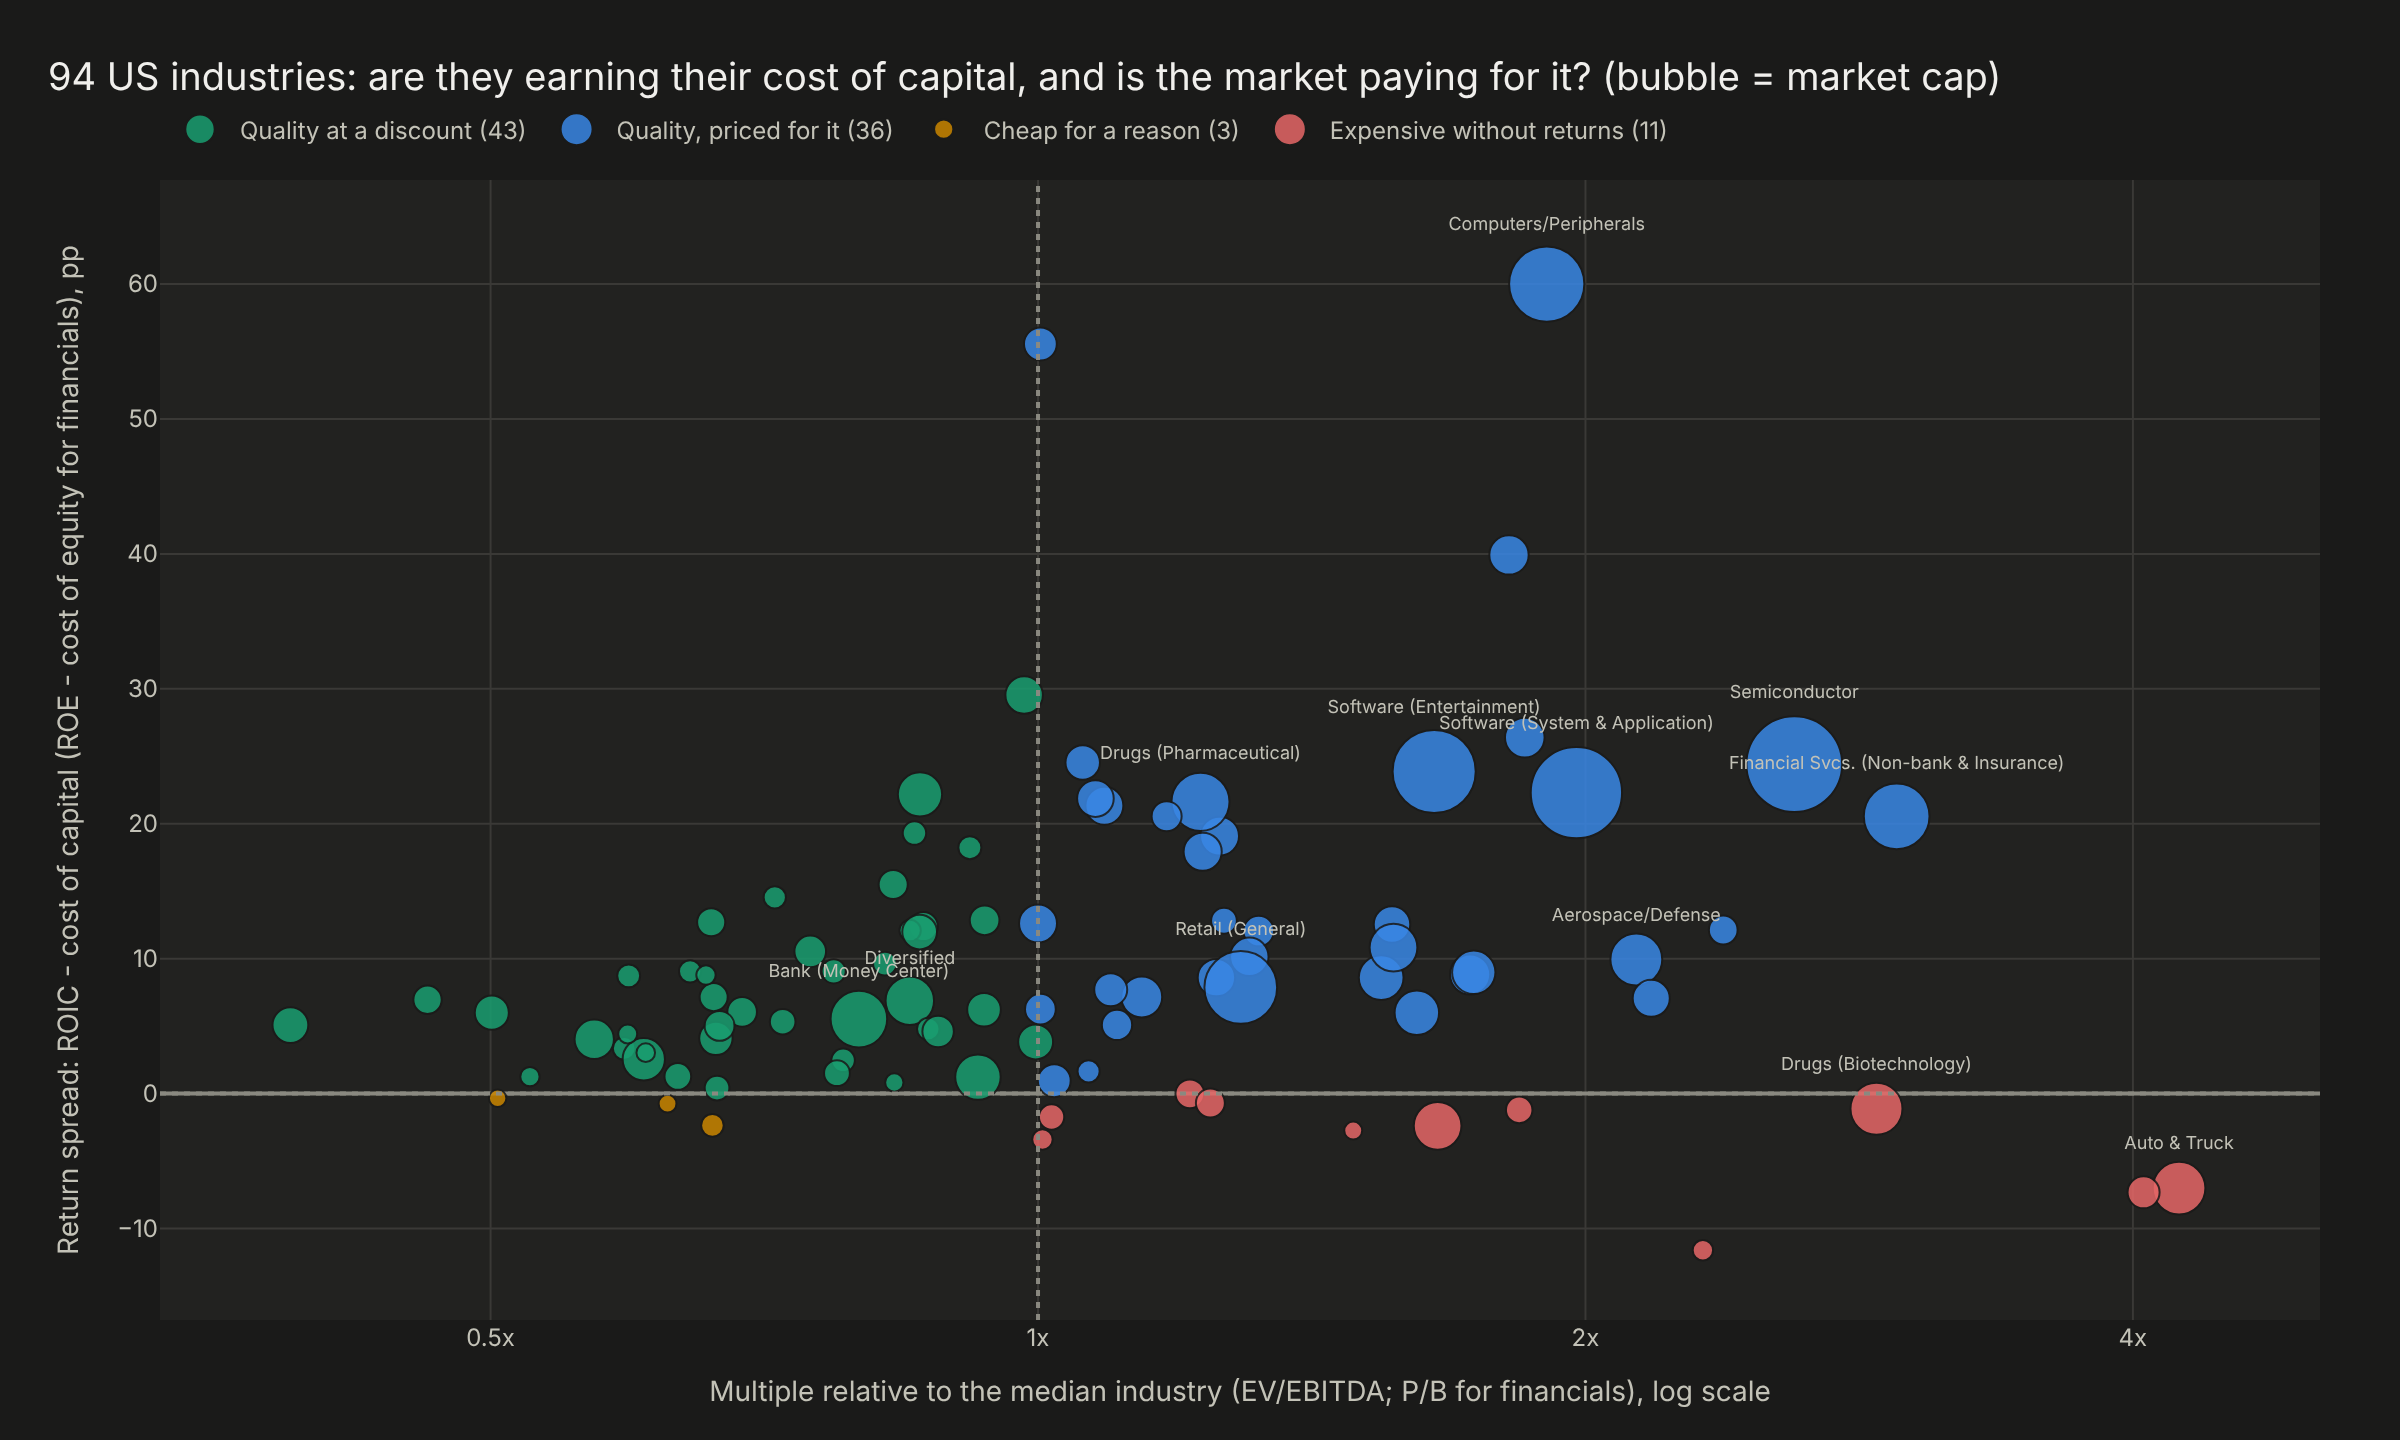 94 US industries: are they earning their cost of capital, and is the market paying for it? (bubble = market cap)
Quality at a discount (43)
Quality, priced for it (36)
Cheap for a reason (3)
Expensive without returns (11)
Return spread: ROIC - cost of capital (ROE - cost of equity for financials), pp
60
50
40
30
20
10
0
−10
Computers/Peripherals
Semiconductor
Software (Entertainment)
Software (System & Application)
Drugs (Pharmaceutical)
Financial Svcs. (Non-bank & Insurance)
Aerospace/Defense
Retail (General)
Diversified
Bank (Money Center)
Drugs (Biotechnology)
Auto & Truck
0.5x
1x
2x
4x
Multiple relative to the median industry (EV/EBITDA; P/B for financials), log scale